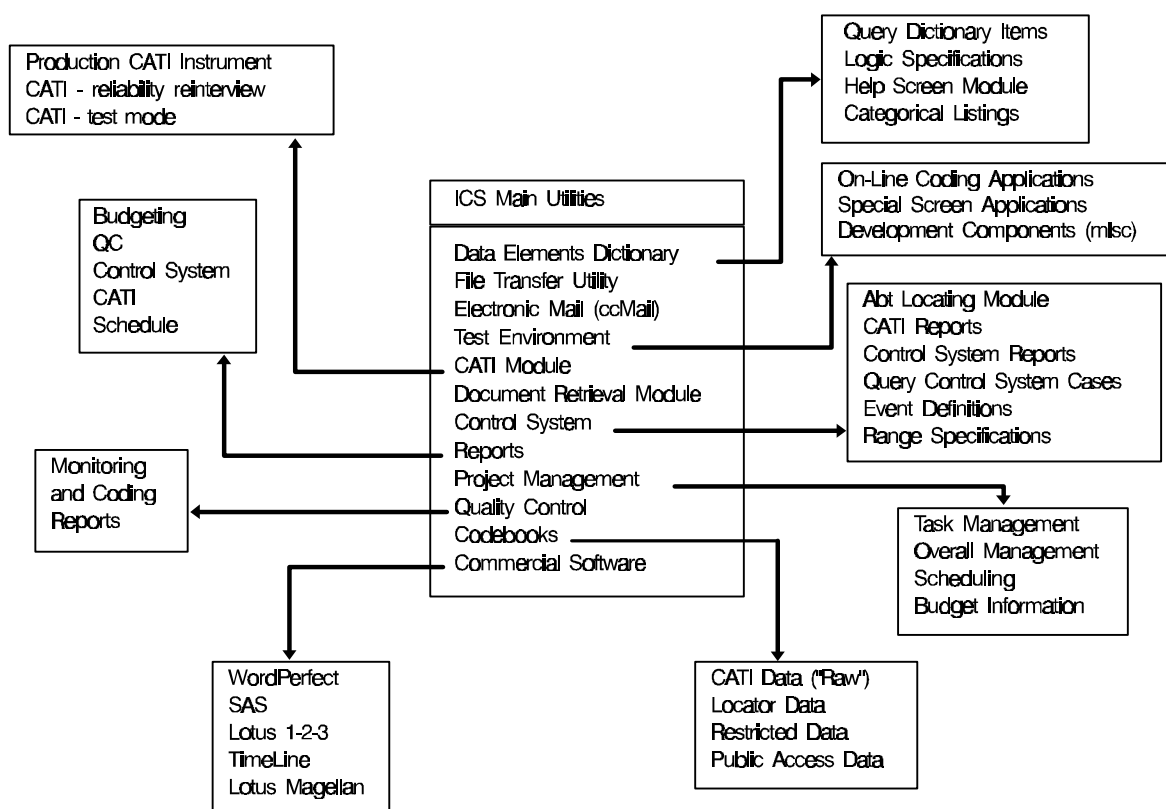 Production CATI Instrument
CATI - reliability reinterview
CATI - test mode
Query Dictionary Items
Logic Specifications
Help Screen Module
Categorical Listings
Budgeting
QC
Control System
CATI
Schedule
ICS Main Utilities
Data Elements Dictionary
File Transfer Utility
Electronic Mail (ccMail)
Test Environment
CATI Module
Document Retrieval Module
Control System
Reports
Project Management
Quality Control
Codebooks
Commercial Software
On-Line Coding Applications
Special Screen Applications
Development Components (misc)
Abt Locating Module
CATI Reports
Control System Reports
Query Control System Cases
Event Definitions
Range Specifications
Monitoring
and Coding
Reports
Task Management
Overall Management
Scheduling
Budget Information
WordPerfect
SAS
Lotus 1-2-3
TimeLine
Lotus Magellan
CATI Data ("Raw")
Locator Data
Restricted Data
Public Access Data